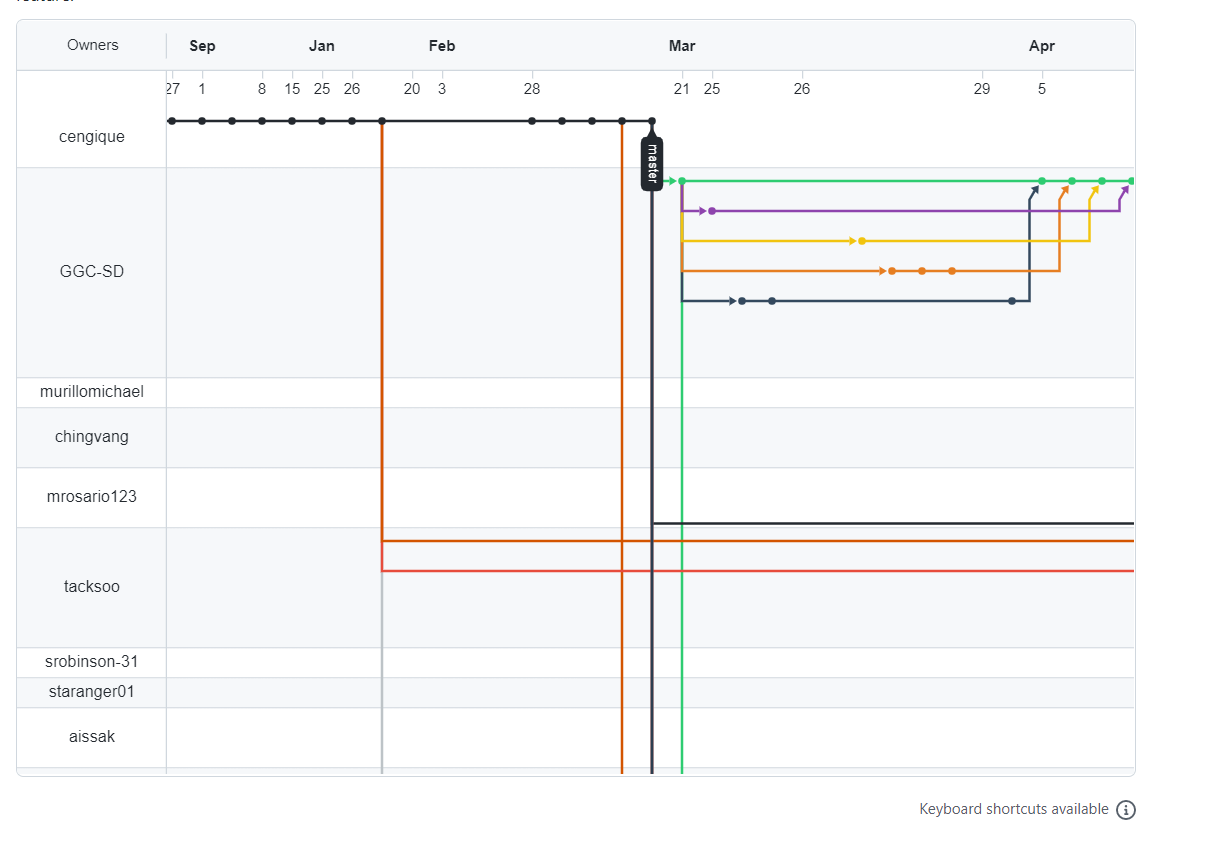 Owners Sep Jan Feb Mar Apr
27 1 8 15 25 26 20 3 28 21 25 26 29 5
cengique
master
GGC-SD
murillomichael
chingvang
mrosario123
tacksoo
srobinson-31
staranger01
aissak
Keyboard shortcuts available